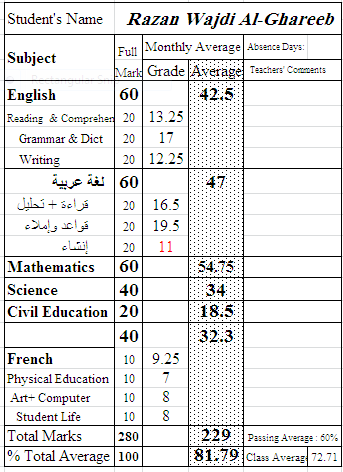 Student's Name Razan Wajdi Al-Ghareeb
Subject Full Mark Monthly Average Absence Days:
Grade Average Teachers' Comments
English 60 42.5
Reading & Comprehen 20 13.25
Grammar & Dict 20 17
Writing 20 12.25
لغة عربية 60 47
قراءة + تحليل 20 16.5
قواعد وإملاء 20 19.5
إنشاء 20 11
Mathematics 60 54.75
Science 40 34
Civil Education 20 18.5
40 32.3
French 10 9.25
Physical Education 10 7
Art+ Computer 10 8
Student Life 10 8
Total Marks 280 229 Passing Average : 60%
% Total Average 100 81.79 Class Average 72.71